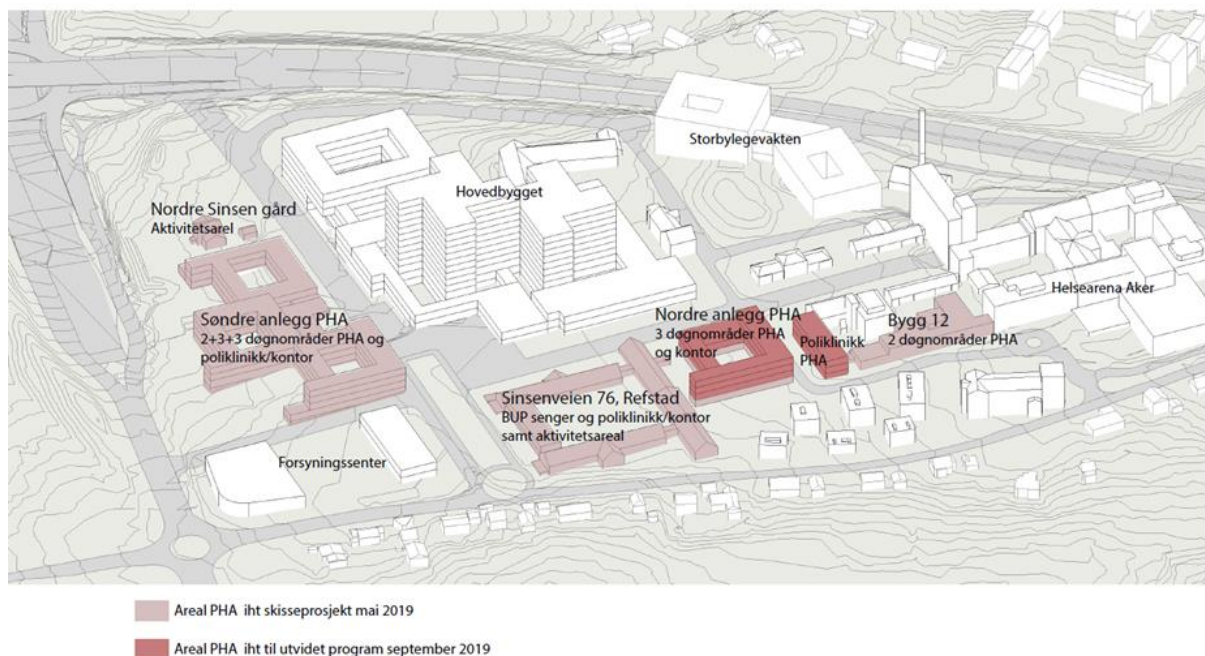 Storbylegevakten
Hovedbygget
Nordre Sinsen gård
Aktivitetsarel
Helsearena Aker
Søndre anlegg PHA
2+3+3 døgnområder PHA og
poliklinikk/kontor
Nordre anlegg PHA
3 døgnområder PHA
og kontor
Poliklinikk
PHA
Bygg 12
2 døgnområder PHA
Sinsenveien 76, Refstad
BUP senger og poliklinikk/kontor
samt aktivitetsareal
Forsyningssenter
Areal PHA iht skisseprosjekt mai 2019
Areal PHA iht til utvidet program september 2019